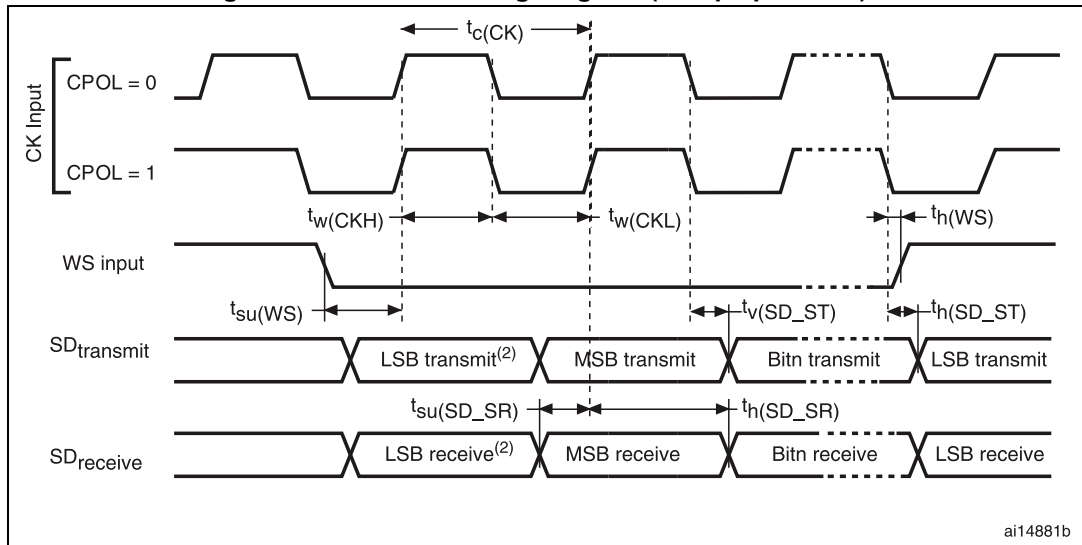 tc(CK)
CK Input
CPOL = 0
CPOL = 1
tw(CKH)
tw(CKL)
th(WS)
WS input
tsu(WS)
tv(SD_ST)
th(SD_ST)
SDtransmit
LSB transmit(2)
MSB transmit
Bitn transmit
LSB transmit
tsu(SD_SR)
th(SD_SR)
SDreceive
LSB receive(2)
MSB receive
Bitn receive
LSB receive
ai14881b